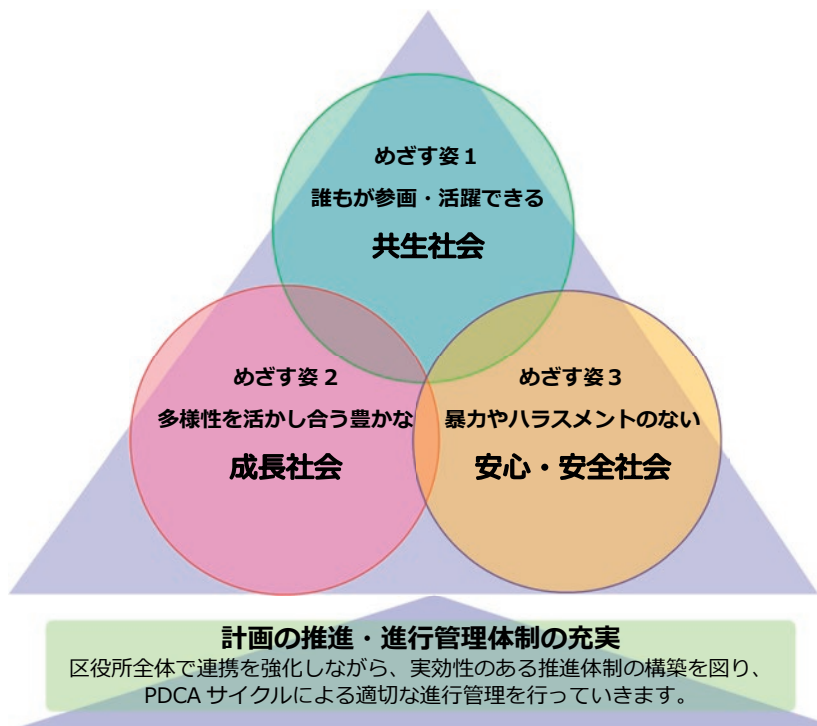 めざす姿１
誰もが参画・活躍できる
共生社会
めざす姿２
多様性を活かし合う豊かな
成長社会
めざす姿３
暴力やハラスメントのない
安心・安全社会
計画の推進・進行管理体制の充実
区役所全体で連携を強化しながら、実効性のある推進体制の構築を図り、
PDCA サイクルによる適切な進行管理を行っていきます。